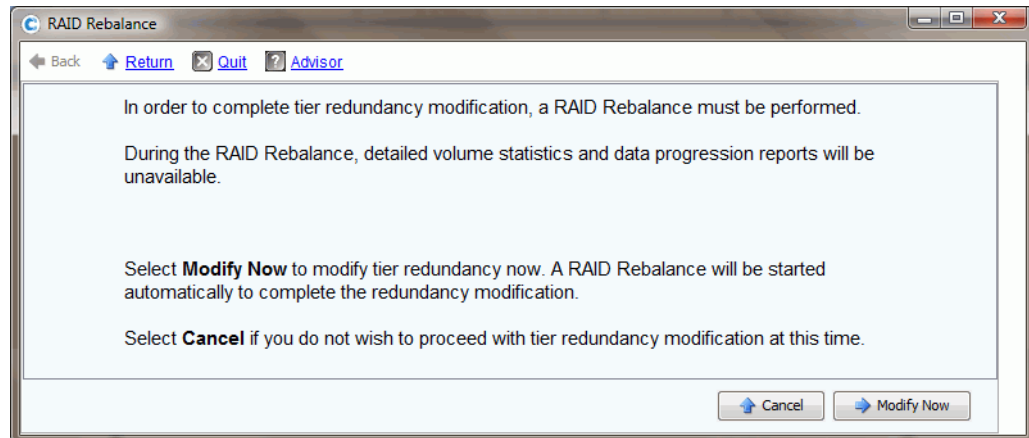 RAID Rebalance
Back Return Quit Advisor
In order to complete tier redundancy modification, a RAID Rebalance must be performed.
During the RAID Rebalance, detailed volume statistics and data progression reports will be
unavailable.
Select Modify Now to modify tier redundancy now. A RAID Rebalance will be started
automatically to complete the redundancy modification.
Select Cancel if you do not wish to proceed with tier redundancy modification at this time.
Cancel Modify Now